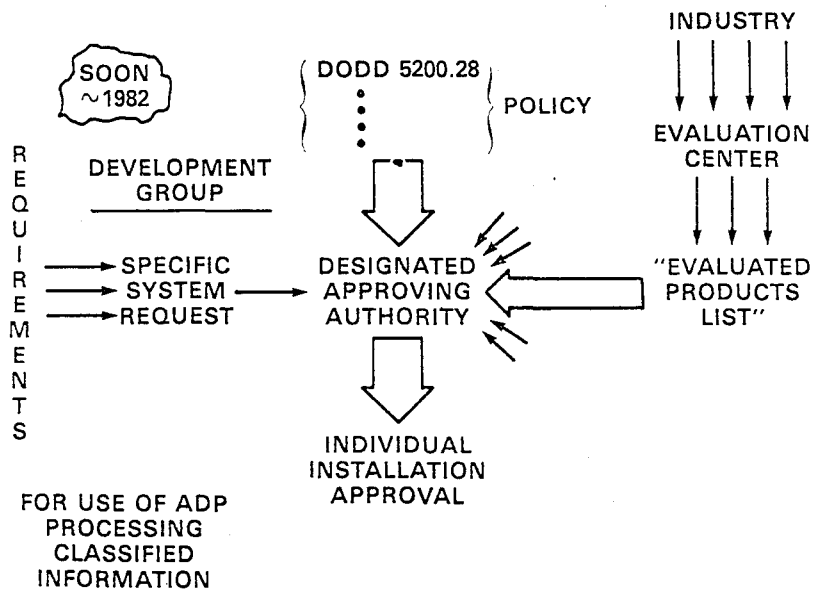 SOON
~1982
DODD 5200.28
POLICY
INDUSTRY
EVALUATION
CENTER
REQUIREMENTS
DEVELOPMENT
GROUP
SPECIFIC
SYSTEM
REQUEST
DESIGNATED
APPROVING
AUTHORITY
"EVALUATED
PRODUCTS
LIST"
INDIVIDUAL
INSTALLATION
APPROVAL
FOR USE OF ADP
PROCESSING
CLASSIFIED
INFORMATION